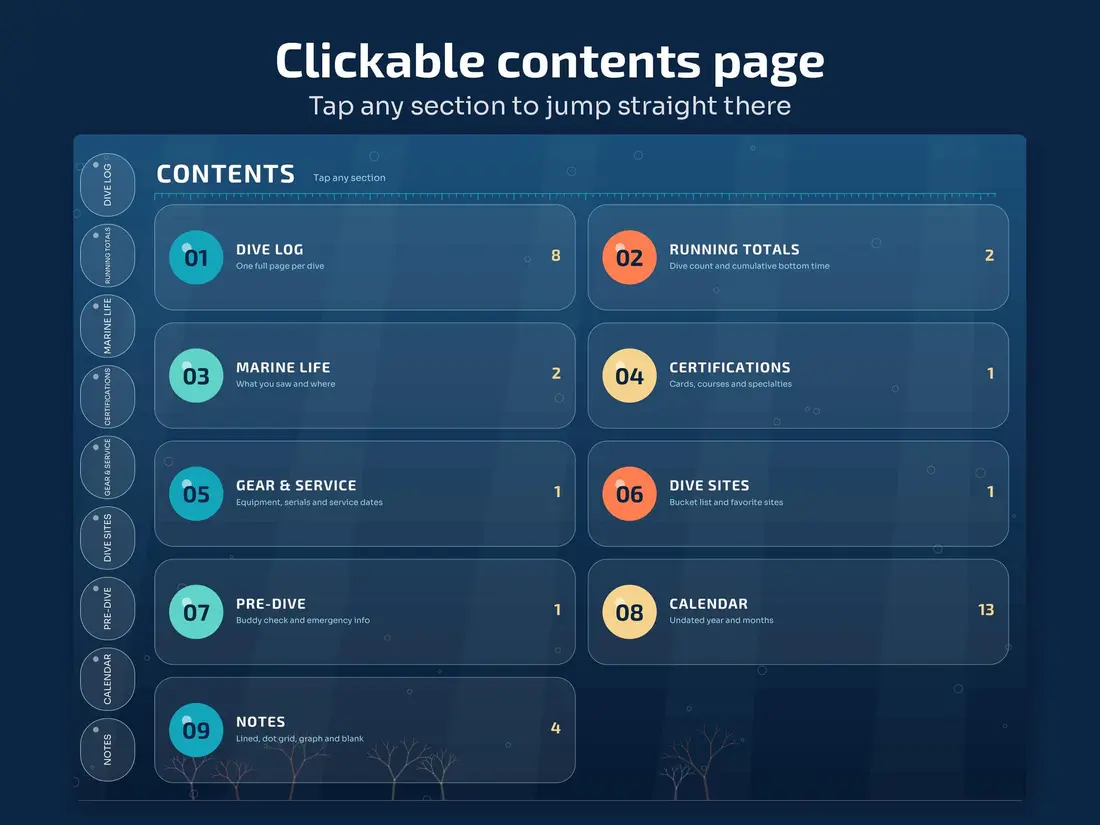 Clickable contents page
Tap any section to jump straight there
DIVE LOG
RUNNING TOTALS
MARINE LIFE
CERTIFICATIONS
GEAR & SERVICE
DIVE SITES
PRE-DIVE
CALENDAR
NOTES
CONTENTS Tap any section
01 DIVE LOG 8
One full page per dive
02 RUNNING TOTALS 2
Dive count and cumulative bottom time
03 MARINE LIFE 2
What you saw and where
04 CERTIFICATIONS 1
Cards, courses and specialties
05 GEAR & SERVICE 1
Equipment, serials and service dates
06 DIVE SITES 1
Bucket list and favorite sites
07 PRE-DIVE 1
Buddy check and emergency info
08 CALENDAR 13
Undated year and months
09 NOTES 4
Lined, dot grid, graph and blank